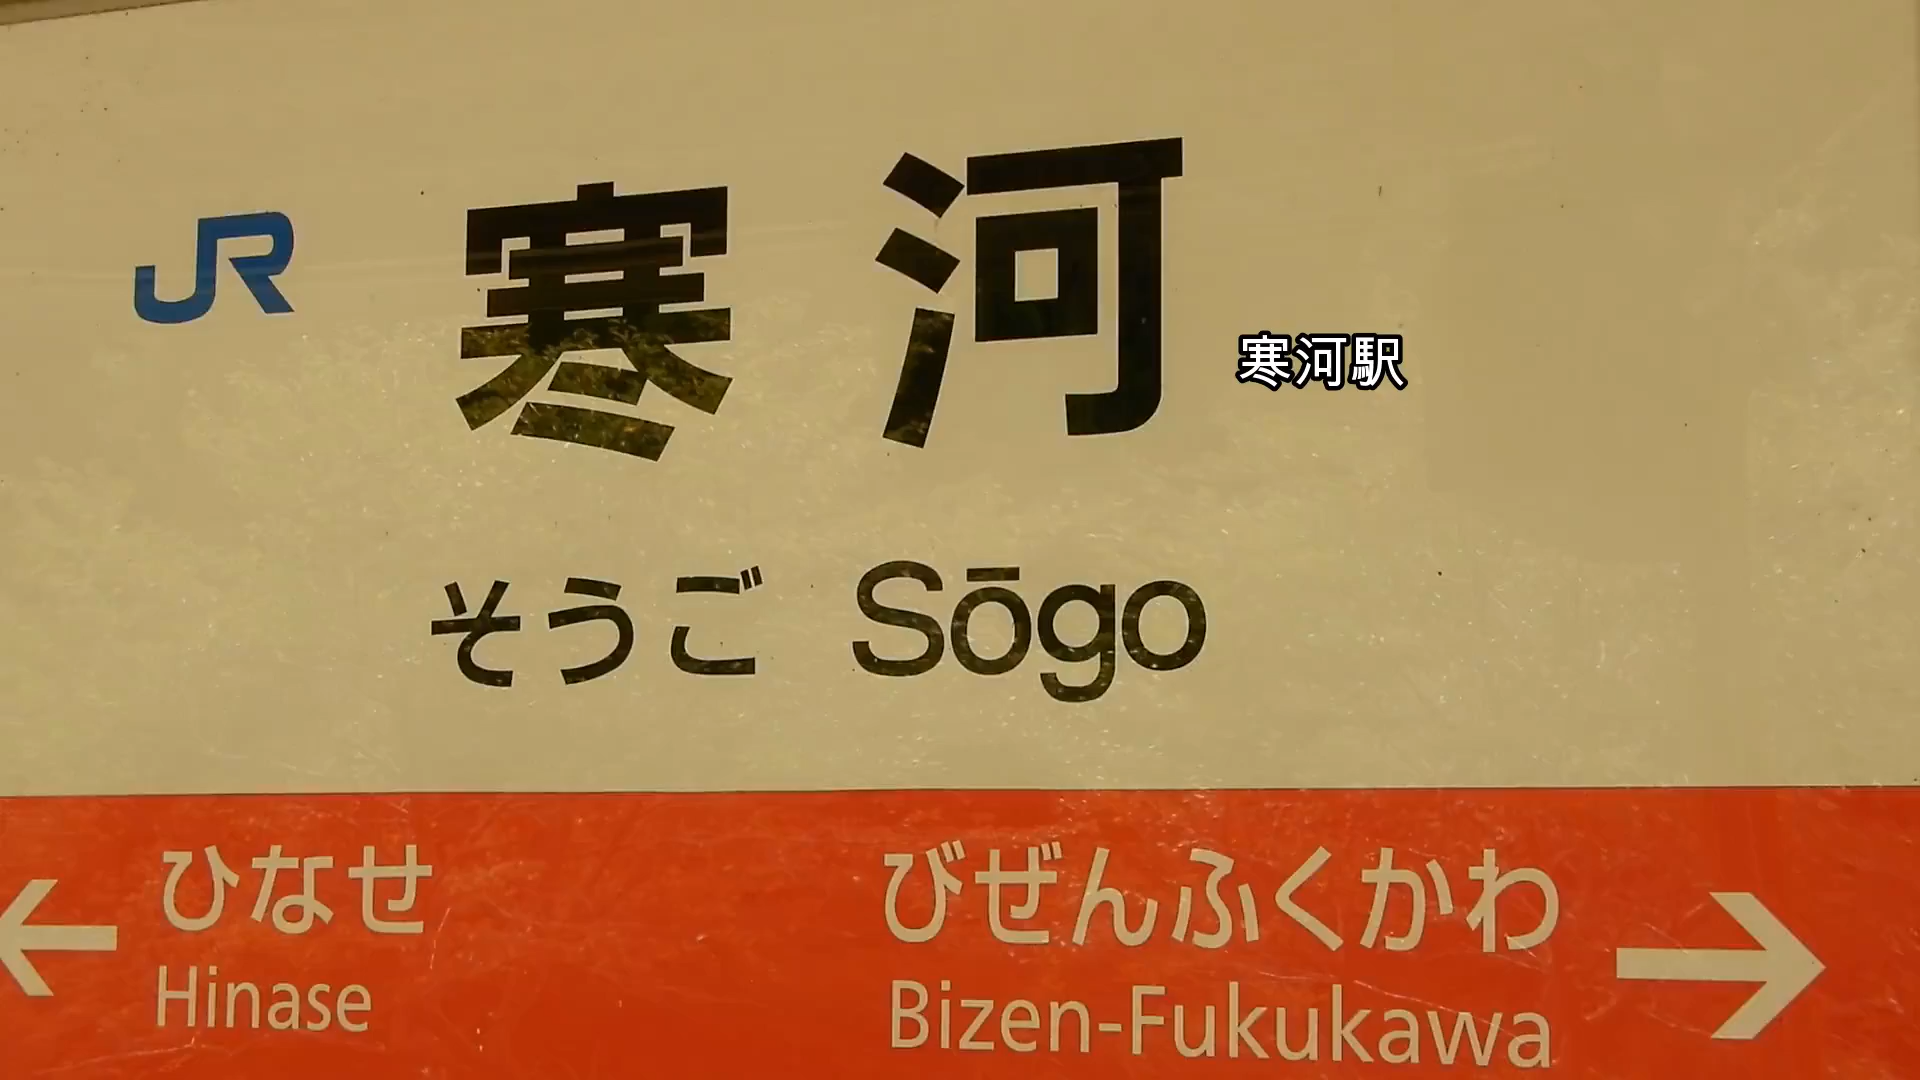 JR
寒河
寒河駅
そうご Sōgo
ひなせ
Hinase
びぜんふくかわ
Bizen-Fukukawa